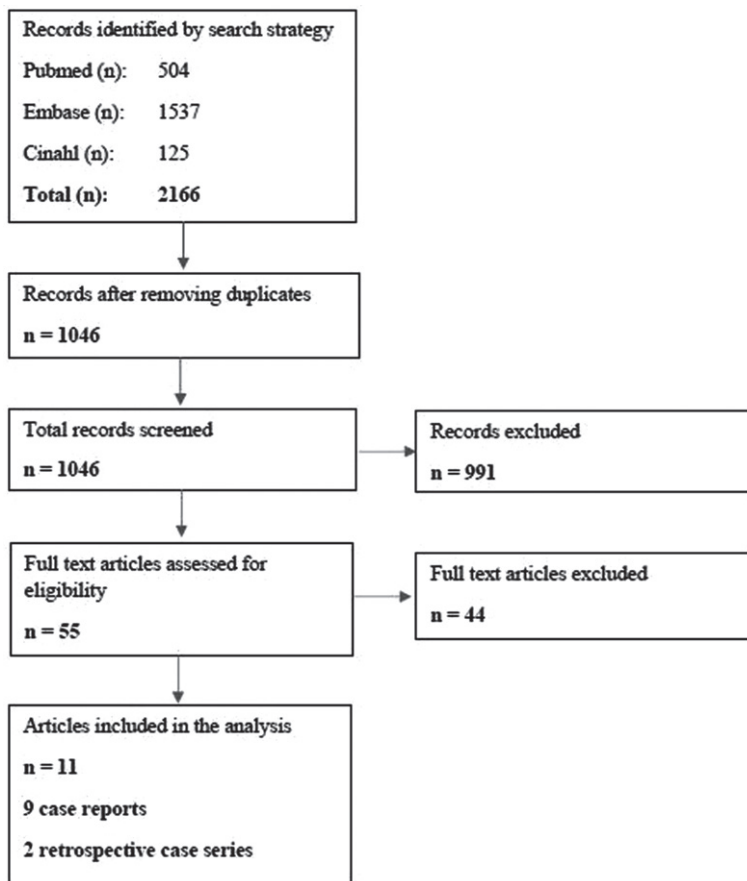 Records identified by search strategy
Pubmed (n): 504
Embase (n): 1537
Cinahl (n): 125
Total (n): 2166
Records after removing duplicates
n = 1046
Total records screened
n = 1046
Records excluded
n = 991
Full text articles assessed for
eligibility
n = 55
Full text articles excluded
n = 44
Articles included in the analysis
n = 11
9 case reports
2 retrospective case series